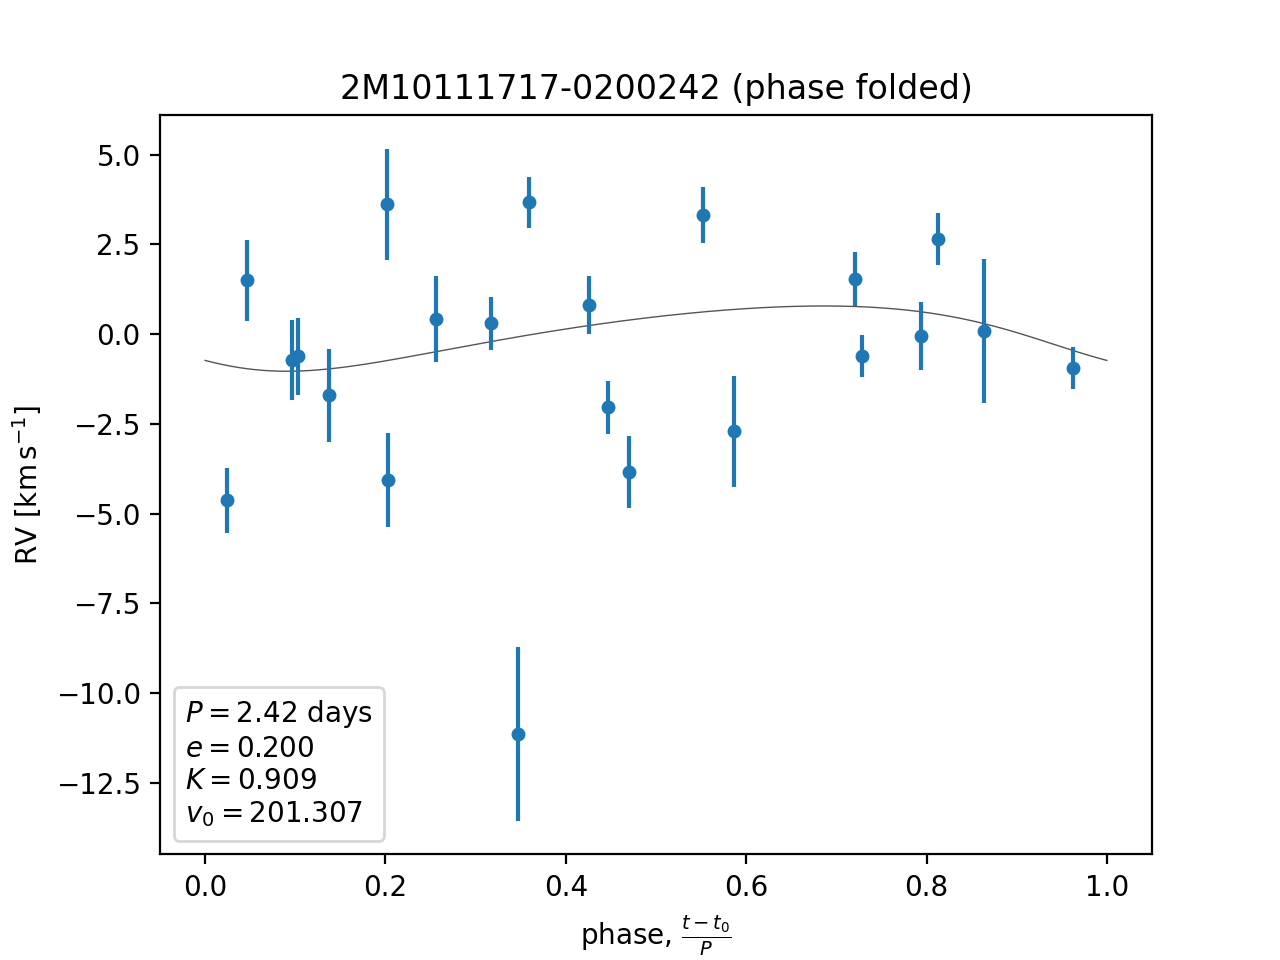 2M10111717-0200242 (phase folded)
RV [km s⁻¹]
5.0
2.5
0.0
−2.5
−5.0
−7.5
−10.0
−12.5
P = 2.42 days
e = 0.200
K = 0.909
v₀ = 201.307
0.0 0.2 0.4 0.6 0.8 1.0
phase, (t − t₀)/P